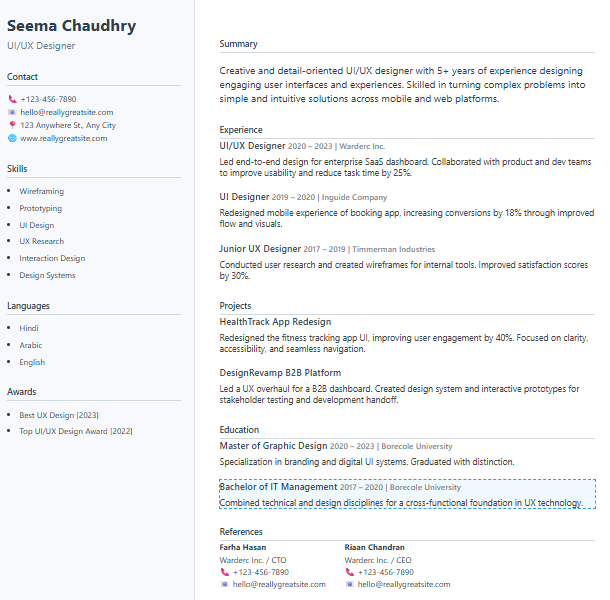 Seema Chaudhry
UI/UX Designer
Contact
+123-456-7890
hello@reallygreatsite.com
123 Anywhere St., Any City
www.reallygreatsite.com
Skills
• Wireframing
• Prototyping
• UI Design
• UX Research
• Interaction Design
• Design Systems
Languages
• Hindi
• Arabic
• English
Awards
• Best UX Design [2023]
• Top UI/UX Design Award [2022]
Summary
Creative and detail-oriented UI/UX designer with 5+ years of experience designing
engaging user interfaces and experiences. Skilled in turning complex problems into
simple and intuitive solutions across mobile and web platforms.
Experience
UI/UX Designer 2020 – 2023 | Warderc Inc.
Led end-to-end design for enterprise SaaS dashboard. Collaborated with product and dev teams
to improve usability and reduce task time by 25%.
UI Designer 2019 – 2020 | Inguide Company
Redesigned mobile experience of booking app, increasing conversions by 18% through improved
flow and visuals.
Junior UX Designer 2017 – 2019 | Timmerman Industries
Conducted user research and created wireframes for internal tools. Improved satisfaction scores
by 30%.
Projects
HealthTrack App Redesign
Redesigned the fitness tracking app UI, improving user engagement by 40%. Focused on clarity,
accessibility, and seamless navigation.
DesignRevamp B2B Platform
Led a UX overhaul for a B2B dashboard. Created design system and interactive prototypes for
stakeholder testing and development handoff.
Education
Master of Graphic Design 2020 – 2023 | Borecole University
Specialization in branding and digital UI systems. Graduated with distinction.
Bachelor of IT Management 2017 – 2020 | Borecole University
Combined technical and design disciplines for a cross-functional foundation in UX technology.
References
Farha Hasan
Warderc Inc. / CTO
+123-456-7890
hello@reallygreatsite.com
Riaan Chandran
Warderc Inc. / CEO
+123-456-7890
hello@reallygreatsite.com